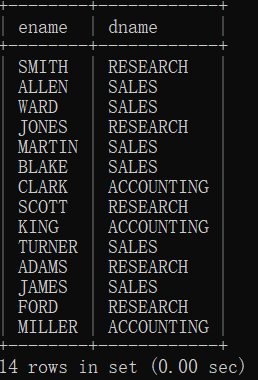 +--------+------------+
| ename | dname |
+--------+------------+
| SMITH | RESEARCH |
| ALLEN | SALES |
| WARD | SALES |
| JONES | RESEARCH |
| MARTIN | SALES |
| BLAKE | SALES |
| CLARK | ACCOUNTING |
| SCOTT | RESEARCH |
| KING | ACCOUNTING |
| TURNER | SALES |
| ADAMS | RESEARCH |
| JAMES | SALES |
| FORD | RESEARCH |
| MILLER | ACCOUNTING |
+--------+------------+
14 rows in set (0.00 sec)